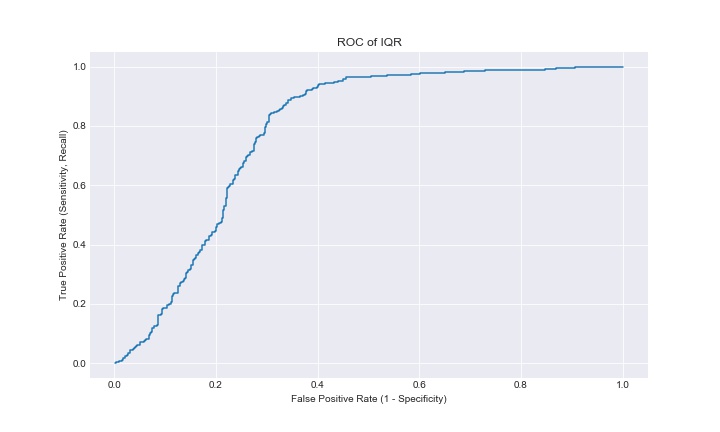 ROC of IQR
True Positive Rate (Sensitivity, Recall)
1.0
0.8
0.6
0.4
0.2
0.0
0.0 0.2 0.4 0.6 0.8 1.0
False Positive Rate (1 - Specificity)